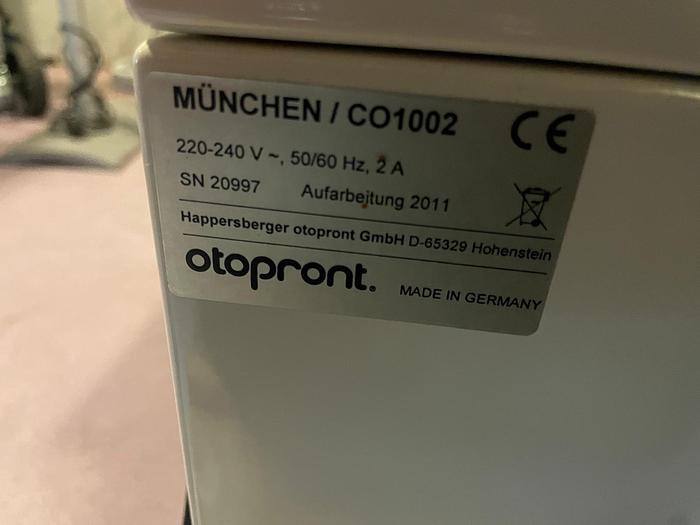 MÜNCHEN / CO1002
CE
220-240 V ~, 50/60 Hz, 2 A
SN 20997 Aufarbeitung 2011
Happersberger otopront GmbH D-65329 Hohenstein
otopront.
MADE IN GERMANY